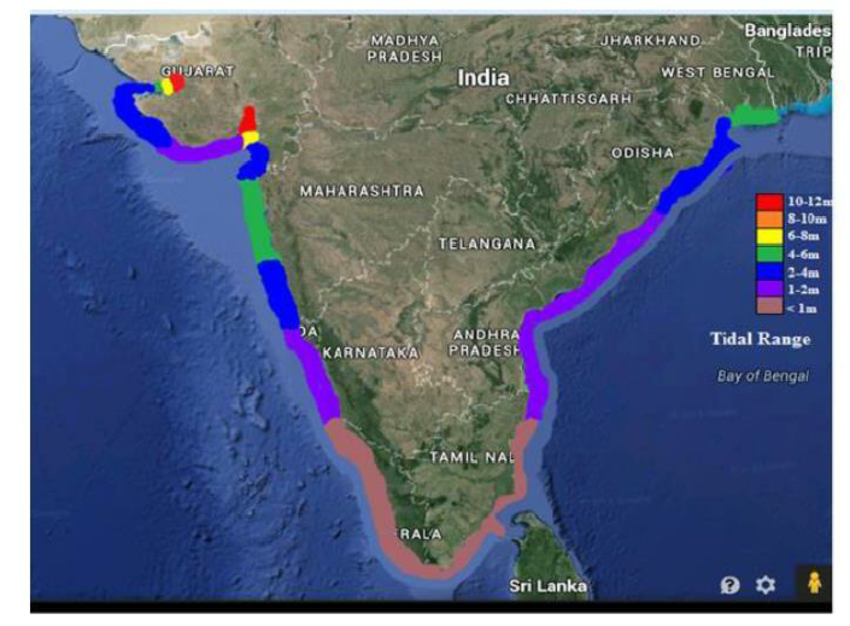 Banglades
MADHYA
PRADESH
JHARKHAND
TRIP
GUJARAT
India
WEST BENGAL
CHHATTISGARH
ODISHA
MAHARASHTRA
10-12m
8-10m
6-8m
4-6m
2-4m
1-2m
< 1m
TELANGANA
DA
KARNATAKA
ANDHRA
PRADESH
Tidal Range
Bay of Bengal
TAMIL NAL
ERALA
Sri Lanka